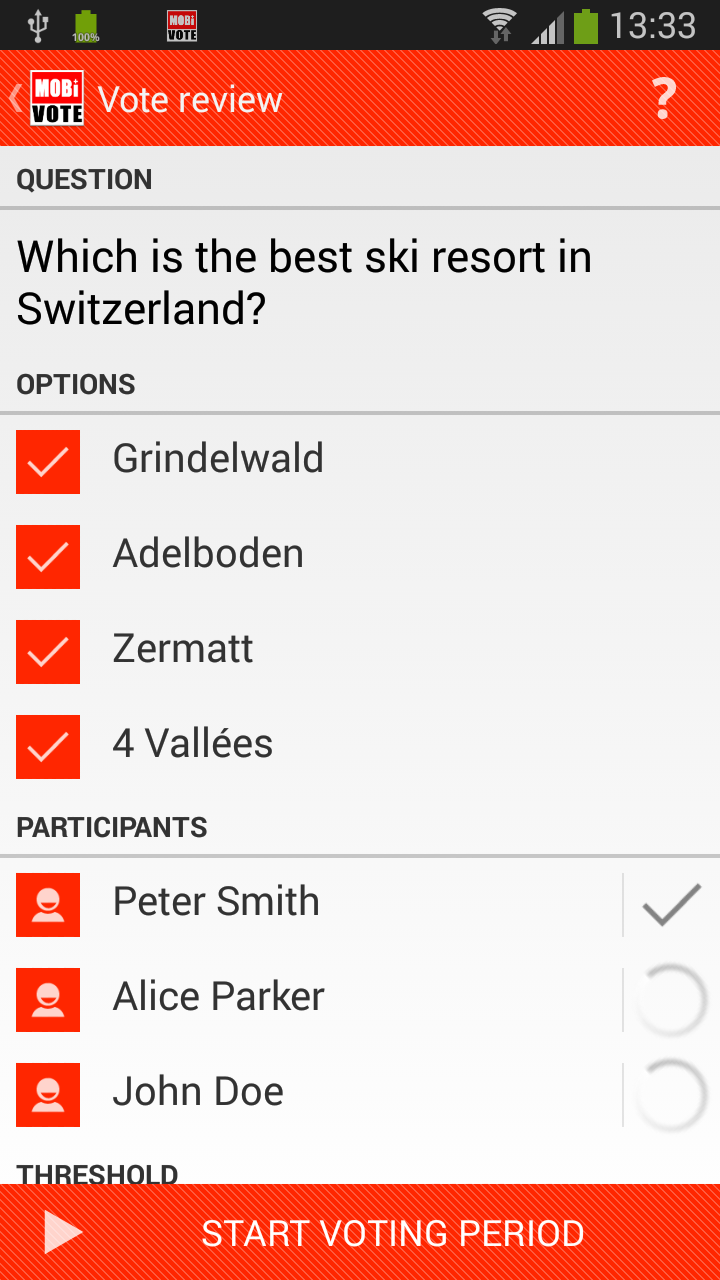 100%
MOBi
VOTE
13:33
MOBi
VOTE
Vote review
?
QUESTION
Which is the best ski resort in
Switzerland?
OPTIONS
Grindelwald
Adelboden
Zermatt
4 Vallées
PARTICIPANTS
Peter Smith
Alice Parker
John Doe
THRESHOLD
START VOTING PERIOD